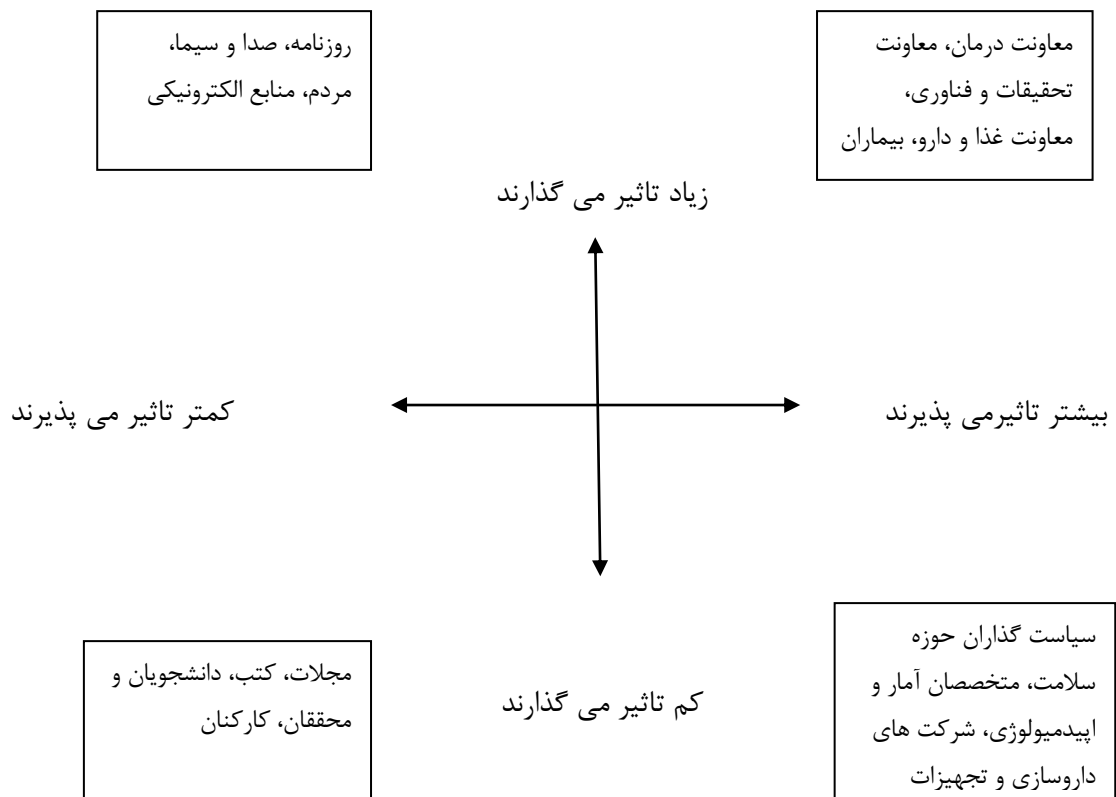 معاونت درمان، معاونت
تحقیقات و فناوری،
معاونت غذا و دارو، بیماران
روزنامه، صدا و سیما،
مردم، منابع الکترونیکی
زیاد تاثیر می گذارند
بیشتر تاثیرمی پذیرند
کمتر تاثیر می پذیرند
کم تاثیر می گذارند
سیاست گذاران حوزه
سلامت، متخصصان آمار و
اپیدمیولوژی، شرکت های
داروسازی و تجهیزات
مجلات، کتب، دانشجویان و
محققان، کارکنان